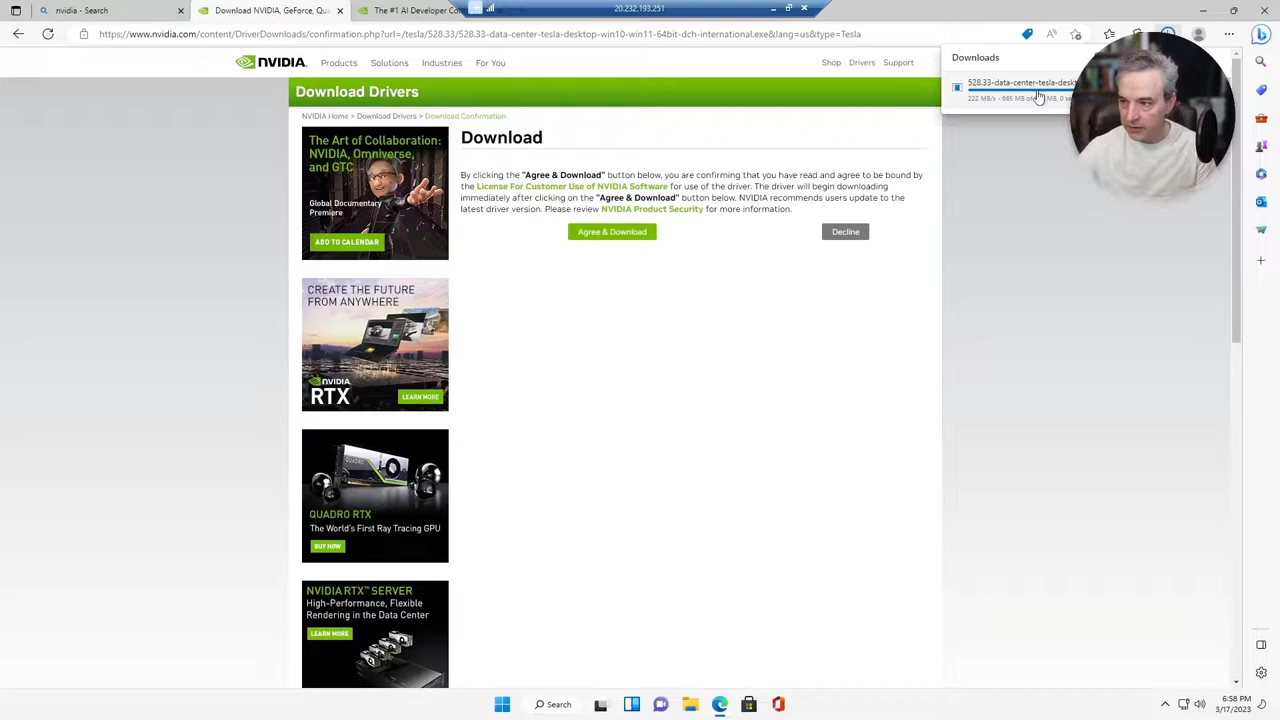 Nvidia - Search
Download NVIDIA, GeForce, Quadro
The AI Developer Co
20.232.193.251
https://www.nvidia.com/content/DriverDownloads/confirmation.php?url=/tesla/528.33/528.33-data-center-tesla-desktop-win10-win11-64bit-dch-international.exe&lang=us&type=Tesla
NVIDIA.
Products
Solutions
Industries
For You
Shop
Drivers
Support
Downloads
528.33-data-center-tesla-deskt
222 MB/s - 665 MB of
MB, 0 se
Download Drivers
NVIDIA Home > Download Drivers > Download Confirmation
Download
By clicking the "Agree & Download" button below, you are confirming that you have read and agree to be bound by
the License For Customer Use of NVIDIA Software for use of the driver. The driver will begin downloading
immediately after clicking on the "Agree & Download" button below. NVIDIA recommends users update to the
latest driver version. Please review NVIDIA Product Security for more information.
Agree & Download
Decline
The Art of Collaboration:
NVIDIA, Omniverse,
and GTC
Global Documentary
Premiere
ADD TO CALENDAR
CREATE THE FUTURE
FROM ANYWHERE
NVIDIA.
RTX
LEARN MORE
QUADRO RTX
The World's First Ray Tracing GPU
BUY NOW
NVIDIA RTX™ SERVER
High-Performance, Flexible
Rendering in the Data Center
LEARN MORE
Search
6:58 PM
3/17/2023